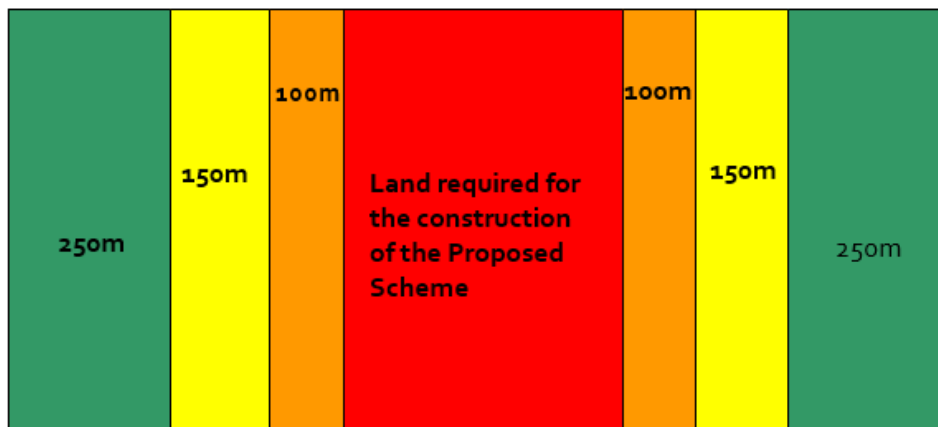 100m
100m
150m
150m
Land required for
the construction
of the Proposed
Scheme
250m
250m